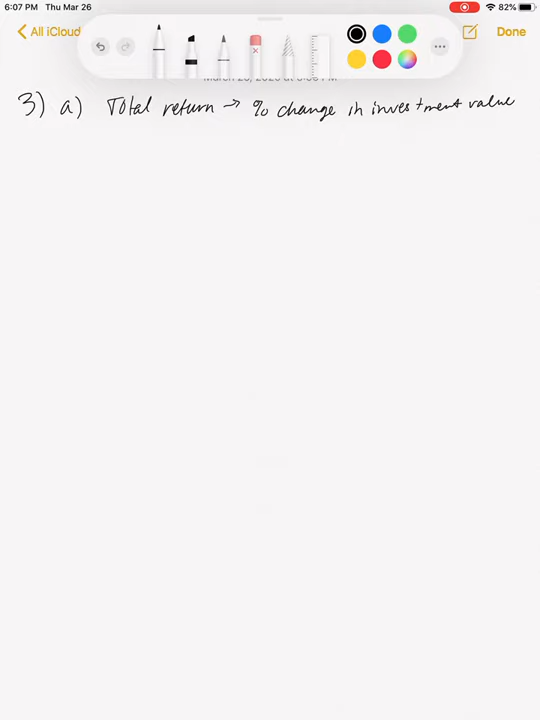 6:07 PM Thu Mar 26 82%
All iCloud Done
3) a) Total return → % change in investment value